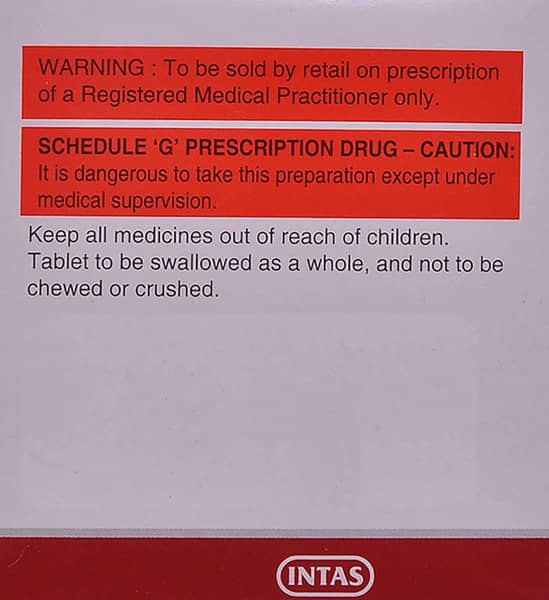 WARNING : To be sold by retail on prescription
of a Registered Medical Practitioner only.
SCHEDULE 'G' PRESCRIPTION DRUG – CAUTION:
It is dangerous to take this preparation except under
medical supervision.
Keep all medicines out of reach of children.
Tablet to be swallowed as a whole, and not to be
chewed or crushed.
INTAS